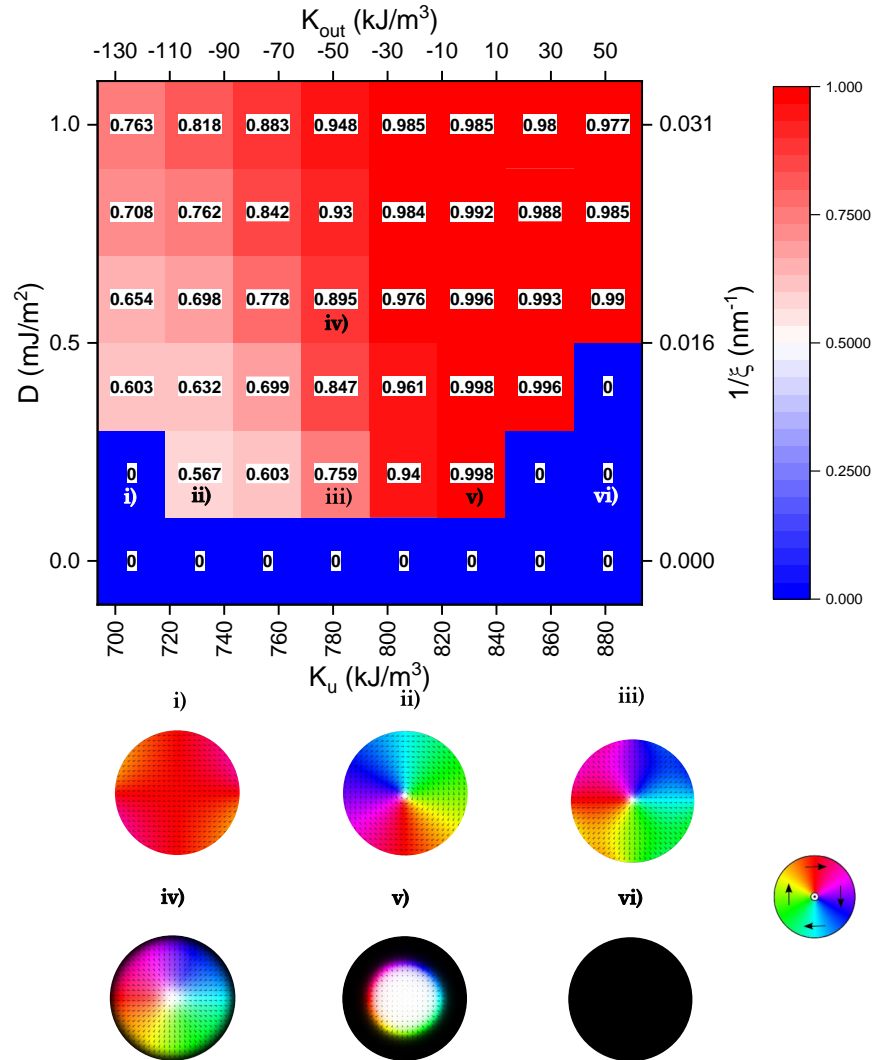 K_out (kJ/m³)
-130 -110 -90 -70 -50 -30 -10 10 30 50
1.0 0.763 0.818 0.883 0.948 0.985 0.985 0.98 0.977 0.031 1.000
0.708 0.762 0.842 0.93 0.984 0.992 0.988 0.985 0.7500
0.654 0.698 0.778 0.895 0.976 0.996 0.993 0.99
iv)
D (mJ/m²) 0.5 0.016 1/ξ (nm⁻¹) 0.5000
0.603 0.632 0.699 0.847 0.961 0.998 0.996 0
0 0.567 0.603 0.759 0.94 0.998 0 0 0.2500
i) ii) iii) v) vi)
0.0 0 0 0 0 0 0 0 0 0.000 0.000
700 720 740 760 780 800 820 840 860 880
K_u (kJ/m³)
i) ii) iii)
iv) v) vi)